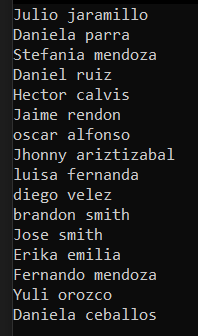 Julio jaramillo
Daniela parra
Stefania mendoza
Daniel ruiz
Hector calvis
Jaime rendon
oscar alfonso
Jhonny ariztizabal
luisa fernanda
diego velez
brandon smith
Jose smith
Erika emilia
Fernando mendoza
Yuli orozco
Daniela ceballos